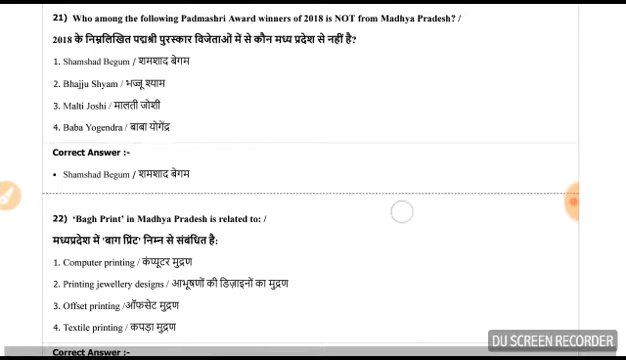 21) Who among the following Padmashri Award winners of 2018 is NOT from Madhya Pradesh? /
2018 के निम्नलिखित पद्मश्री पुरस्कार विजेताओं में से कौन मध्य प्रदेश से नहीं है?
1. Shamshad Begum / शमशाद बेगम
2. Bhajju Shyam / भज्जू श्याम
3. Malti Joshi / मालती जोशी
4. Baba Yogendra / बाबा योगेंद्र
Correct Answer :-
• Shamshad Begum / शमशाद बेगम
22) ‘Bagh Print’ in Madhya Pradesh is related to: /
मध्यप्रदेश में ‘बाग प्रिंट’ निम्न से संबंधित है:
1. Computer printing / कंप्यूटर मुद्रण
2. Printing jewellery designs / आभूषणों की डिज़ाइनों का मुद्रण
3. Offset printing /ऑफसेट मुद्रण
4. Textile printing / कपड़ा मुद्रण
DU SCREEN RECORDER
Correct Answer :-